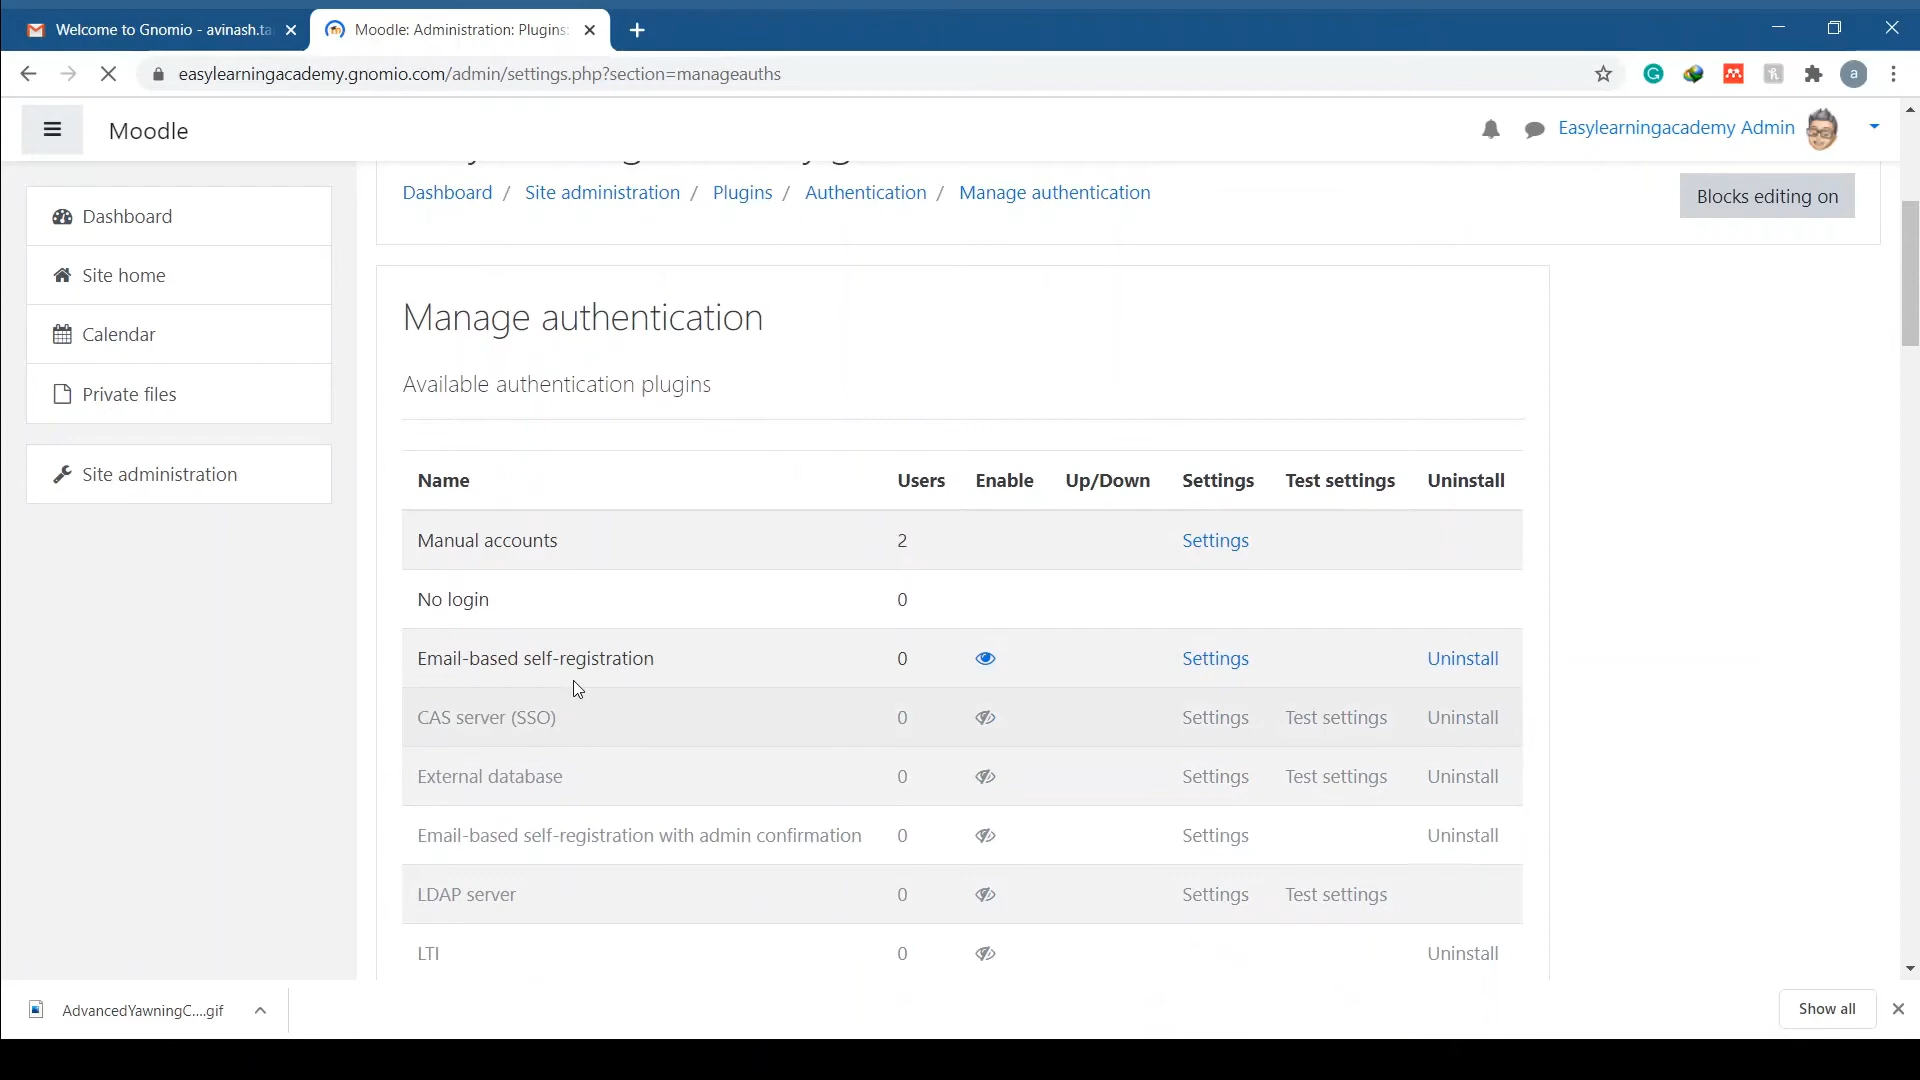 Welcome to Gnomio - avinash.ta
Moodle: Administration: Plugins:
easylearningacademy.gnomio.com/admin/settings.php?section=manageauths
a
Moodle
Easylearningacademy Admin
Dashboard / Site administration / Plugins / Authentication / Manage authentication
Blocks editing on
Dashboard
Site home
Calendar
Private files
Site administration
Manage authentication
Available authentication plugins
Name Users Enable Up/Down Settings Test settings Uninstall
Manual accounts 2 Settings
No login 0
Email-based self-registration 0 Settings Uninstall
CAS server (SSO) 0 Settings Test settings Uninstall
External database 0 Settings Test settings Uninstall
Email-based self-registration with admin confirmation 0 Settings Uninstall
LDAP server 0 Settings Test settings
LTI 0 Uninstall
AdvancedYawningC....gif
Show all